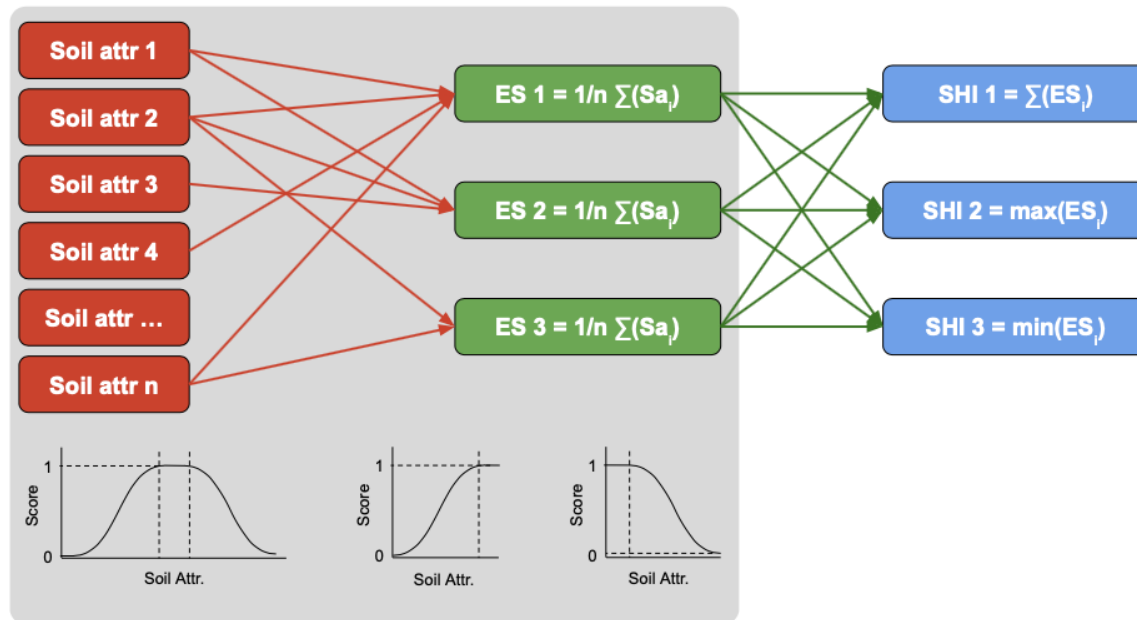 Soil attr 1
Soil attr 2
Soil attr 3
Soil attr 4
Soil attr …
Soil attr n
ES 1 = 1/n ∑(Saᵢ)
ES 2 = 1/n ∑(Saᵢ)
ES 3 = 1/n ∑(Saᵢ)
SHI 1 = ∑(ESᵢ)
SHI 2 = max(ESᵢ)
SHI 3 = min(ESᵢ)
1
Score
0
Soil Attr.
1
Score
0
Soil Attr.
1
Score
0
Soil Attr.